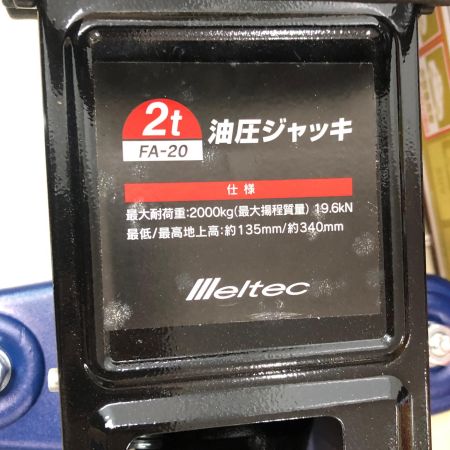 2t
FA-20
油圧ジャッキ
仕様
最大耐荷重:2000kg(最大揚程質量) 19.6kN
最低/最高地上高:約135mm/約340mm
Meltec